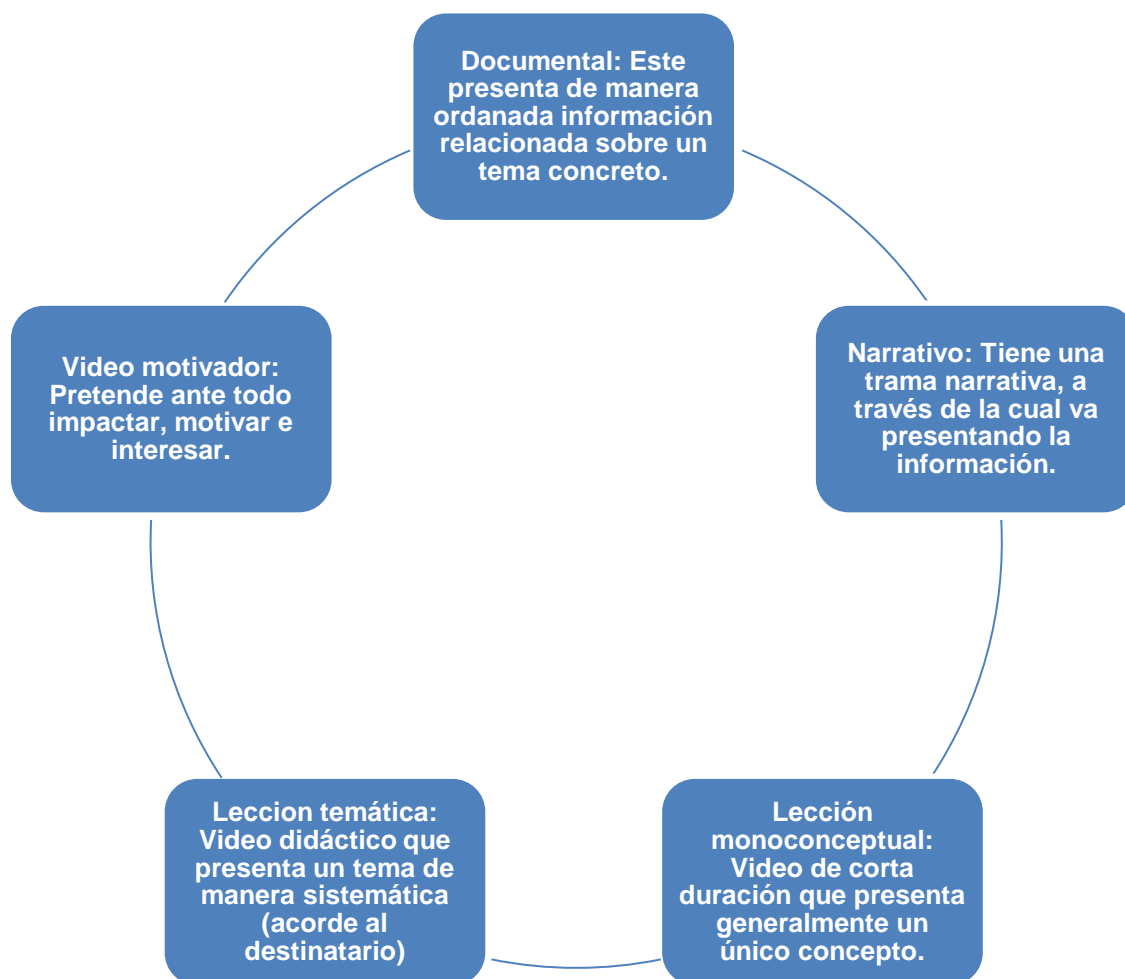 Documental: Este
presenta de manera
ordanada información
relacionada sobre un
tema concreto.
Narrativo: Tiene una
trama narrativa, a
través de la cual va
presentando la
información.
Lección
monoconceptual:
Video de corta
duración que presenta
generalmente un
único concepto.
Leccion temática:
Video didáctico que
presenta un tema de
manera sistemática
(acorde al
destinatario)
Video motivador:
Pretende ante todo
impactar, motivar e
interesar.